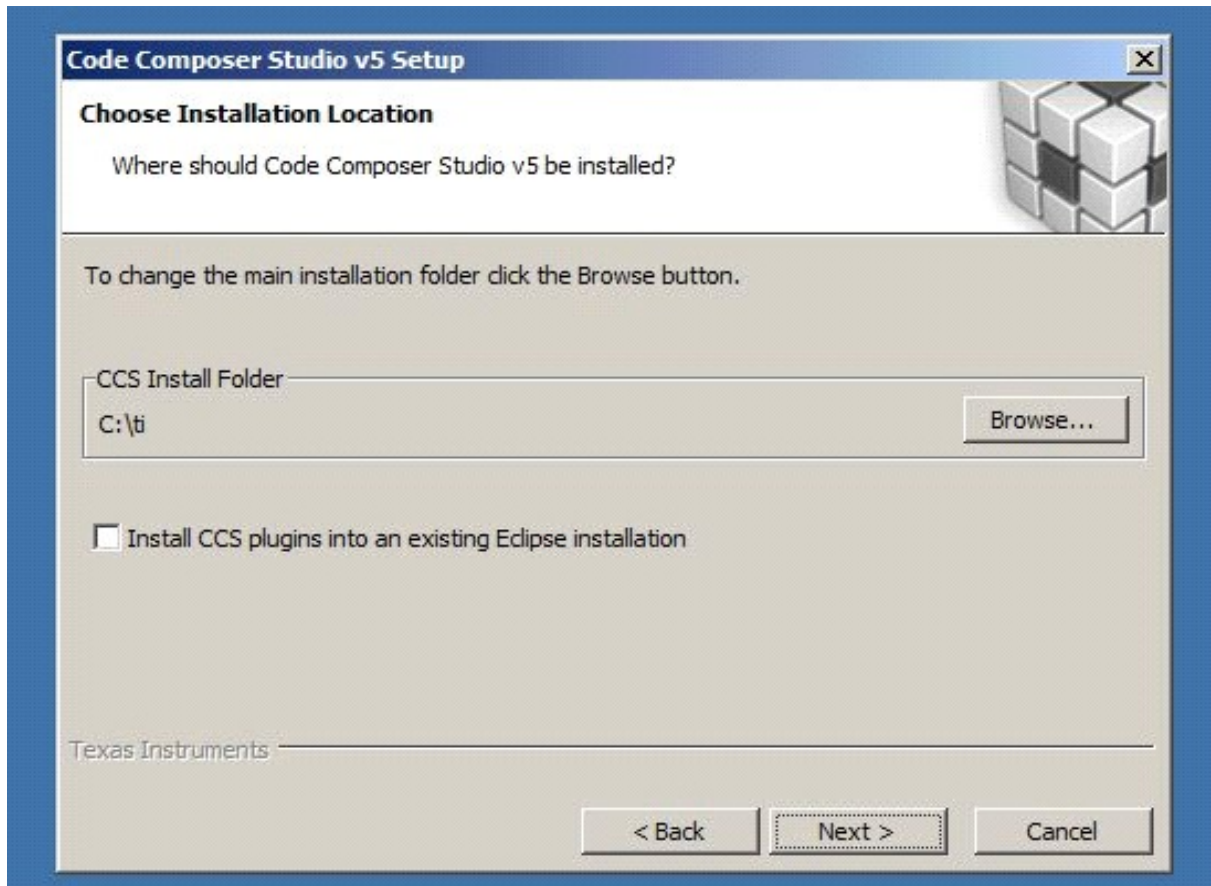 Code Composer Studio v5 Setup
Choose Installation Location
Where should Code Composer Studio v5 be installed?
To change the main installation folder click the Browse button.
CCS Install Folder
C:\ti
Browse...
Install CCS plugins into an existing Eclipse installation
Texas Instruments
< Back
Next >
Cancel